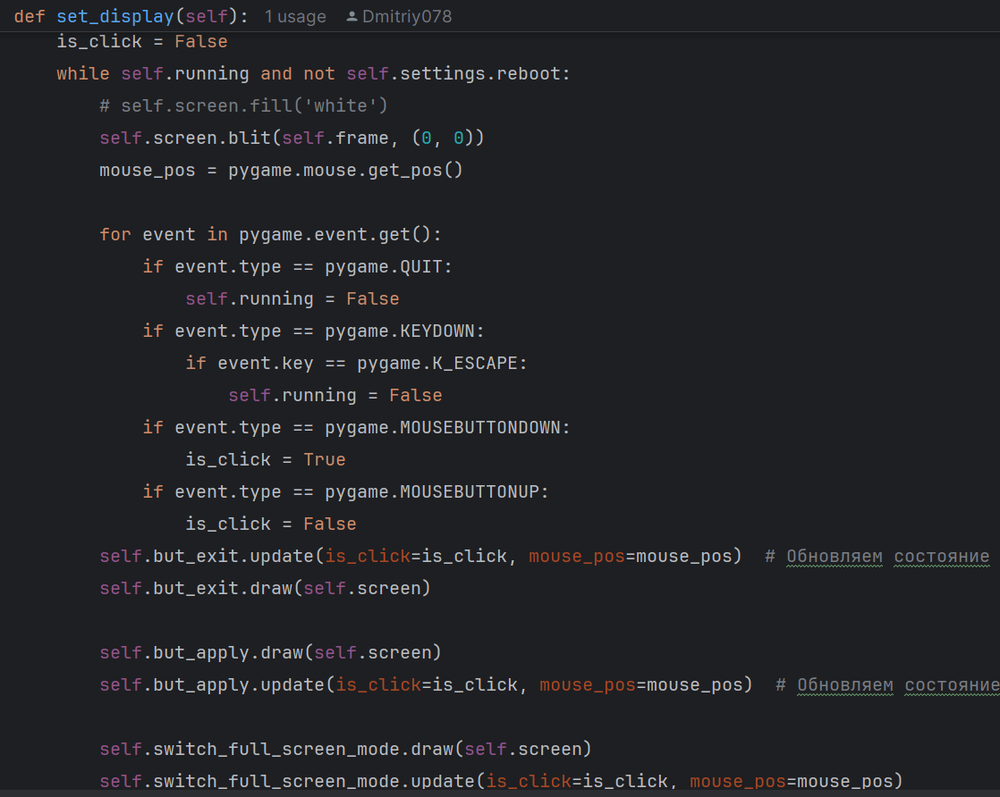 def set_display(self): 1 usage Dmitriy078
    is_click = False
    while self.running and not self.settings.reboot:
        # self.screen.fill('white')
        self.screen.blit(self.frame, (0, 0))
        mouse_pos = pygame.mouse.get_pos()

        for event in pygame.event.get():
            if event.type == pygame.QUIT:
                self.running = False
            if event.type == pygame.KEYDOWN:
                if event.key == pygame.K_ESCAPE:
                    self.running = False
            if event.type == pygame.MOUSEBUTTONDOWN:
                is_click = True
            if event.type == pygame.MOUSEBUTTONUP:
                is_click = False
        self.but_exit.update(is_click=is_click, mouse_pos=mouse_pos)  # Обновляем состояние
        self.but_exit.draw(self.screen)

        self.but_apply.draw(self.screen)
        self.but_apply.update(is_click=is_click, mouse_pos=mouse_pos)  # Обновляем состояние

        self.switch_full_screen_mode.draw(self.screen)
        self.switch_full_screen_mode.update(is_click=is_click, mouse_pos=mouse_pos)